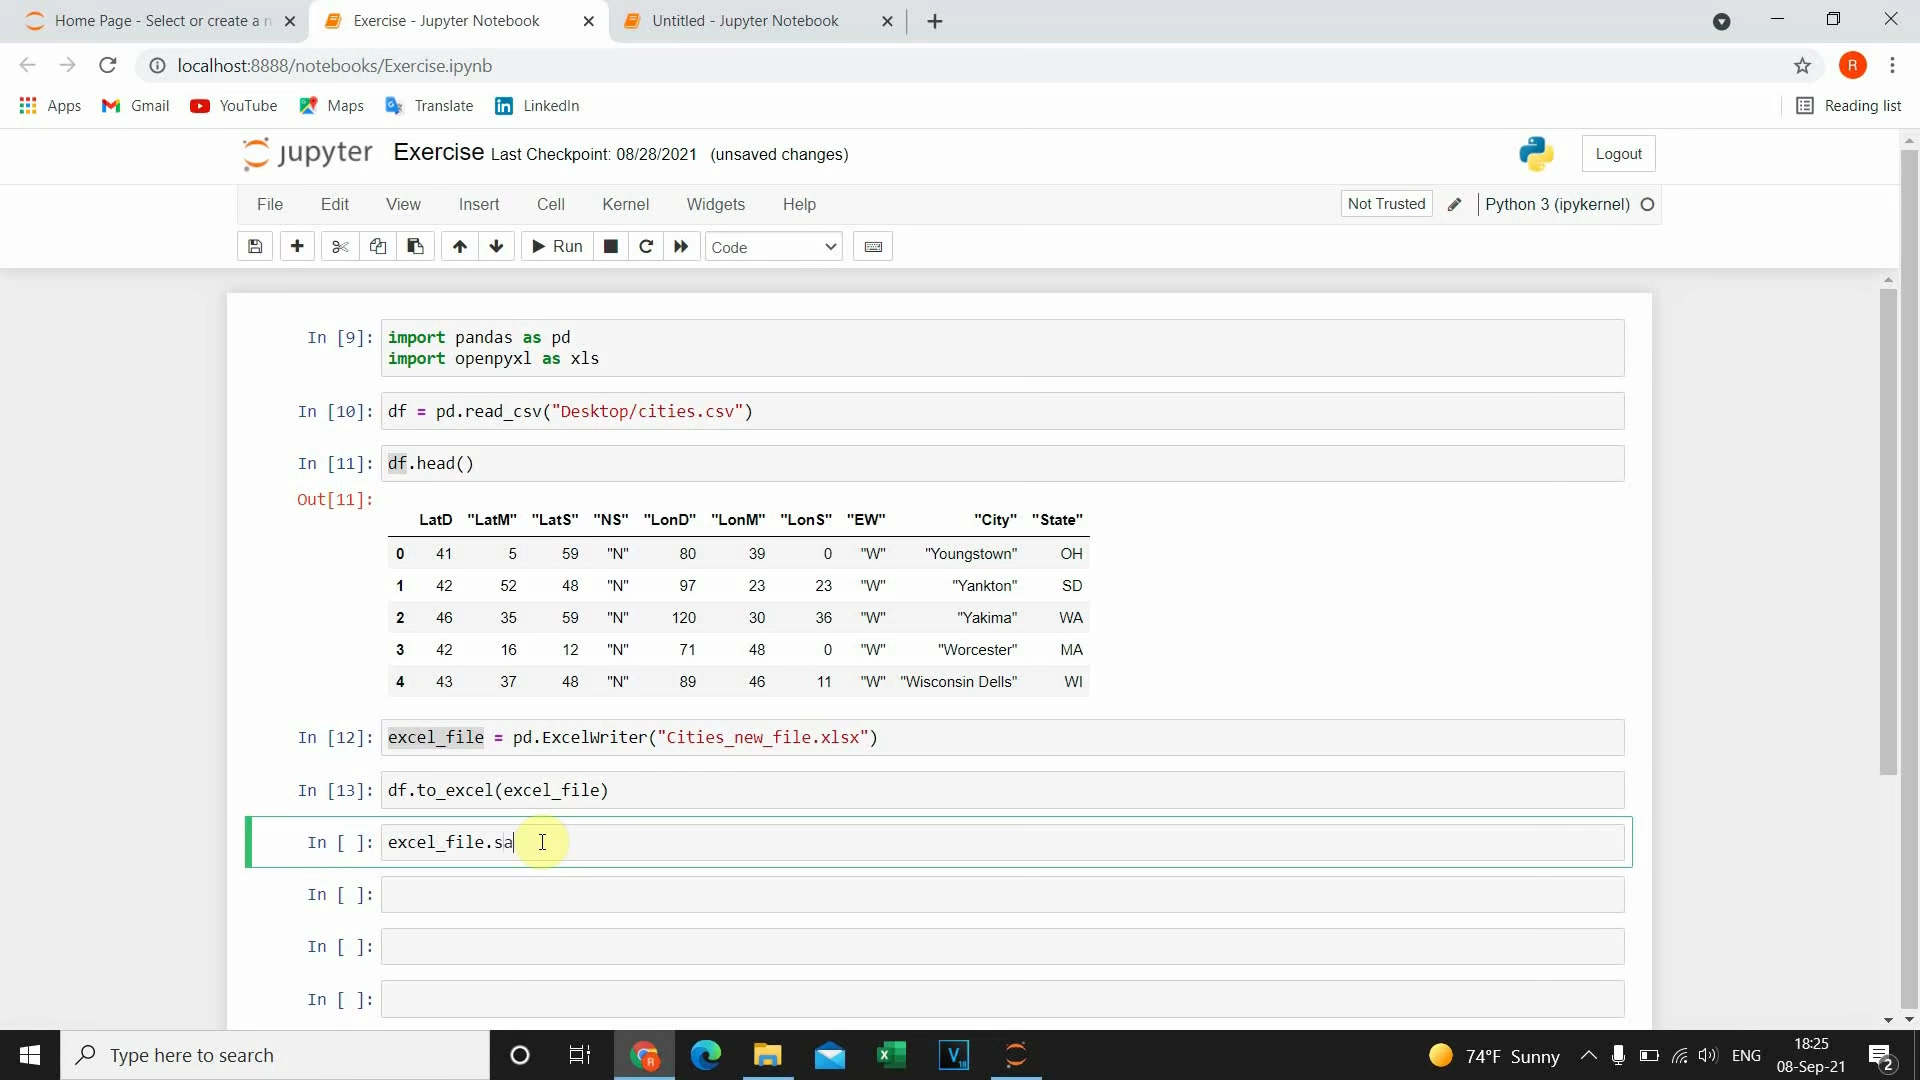 Home Page - Select or create a n
Exercise - Jupyter Notebook
Untitled - Jupyter Notebook
localhost:8888/notebooks/Exercise.ipynb
R
Apps
Gmail
YouTube
Maps
Translate
LinkedIn
Reading list
jupyter
Exercise Last Checkpoint: 08/28/2021 (unsaved changes)
Logout
File Edit View Insert Cell Kernel Widgets Help
Not Trusted
Python 3 (ipykernel)
Run
Code
In [9]: import pandas as pd
import openpyxl as xls
In [10]: df = pd.read_csv("Desktop/cities.csv")
In [11]: df.head()
Out[11]:
LatD "LatM" "LatS" "NS" "LonD" "LonM" "LonS" "EW" "City" "State"
0 41 5 59 "N" 80 39 0 "W" "Youngstown" OH
1 42 52 48 "N" 97 23 23 "W" "Yankton" SD
2 46 35 59 "N" 120 30 36 "W" "Yakima" WA
3 42 16 12 "N" 71 48 0 "W" "Worcester" MA
4 43 37 48 "N" 89 46 11 "W" "Wisconsin Dells" WI
In [12]: excel_file = pd.ExcelWriter("Cities_new_file.xlsx")
In [13]: df.to_excel(excel_file)
In [ ]: excel_file.sa
In [ ]:
In [ ]:
In [ ]:
Type here to search
R
V
18
74°F Sunny
ENG
18:25
08-Sep-21
2